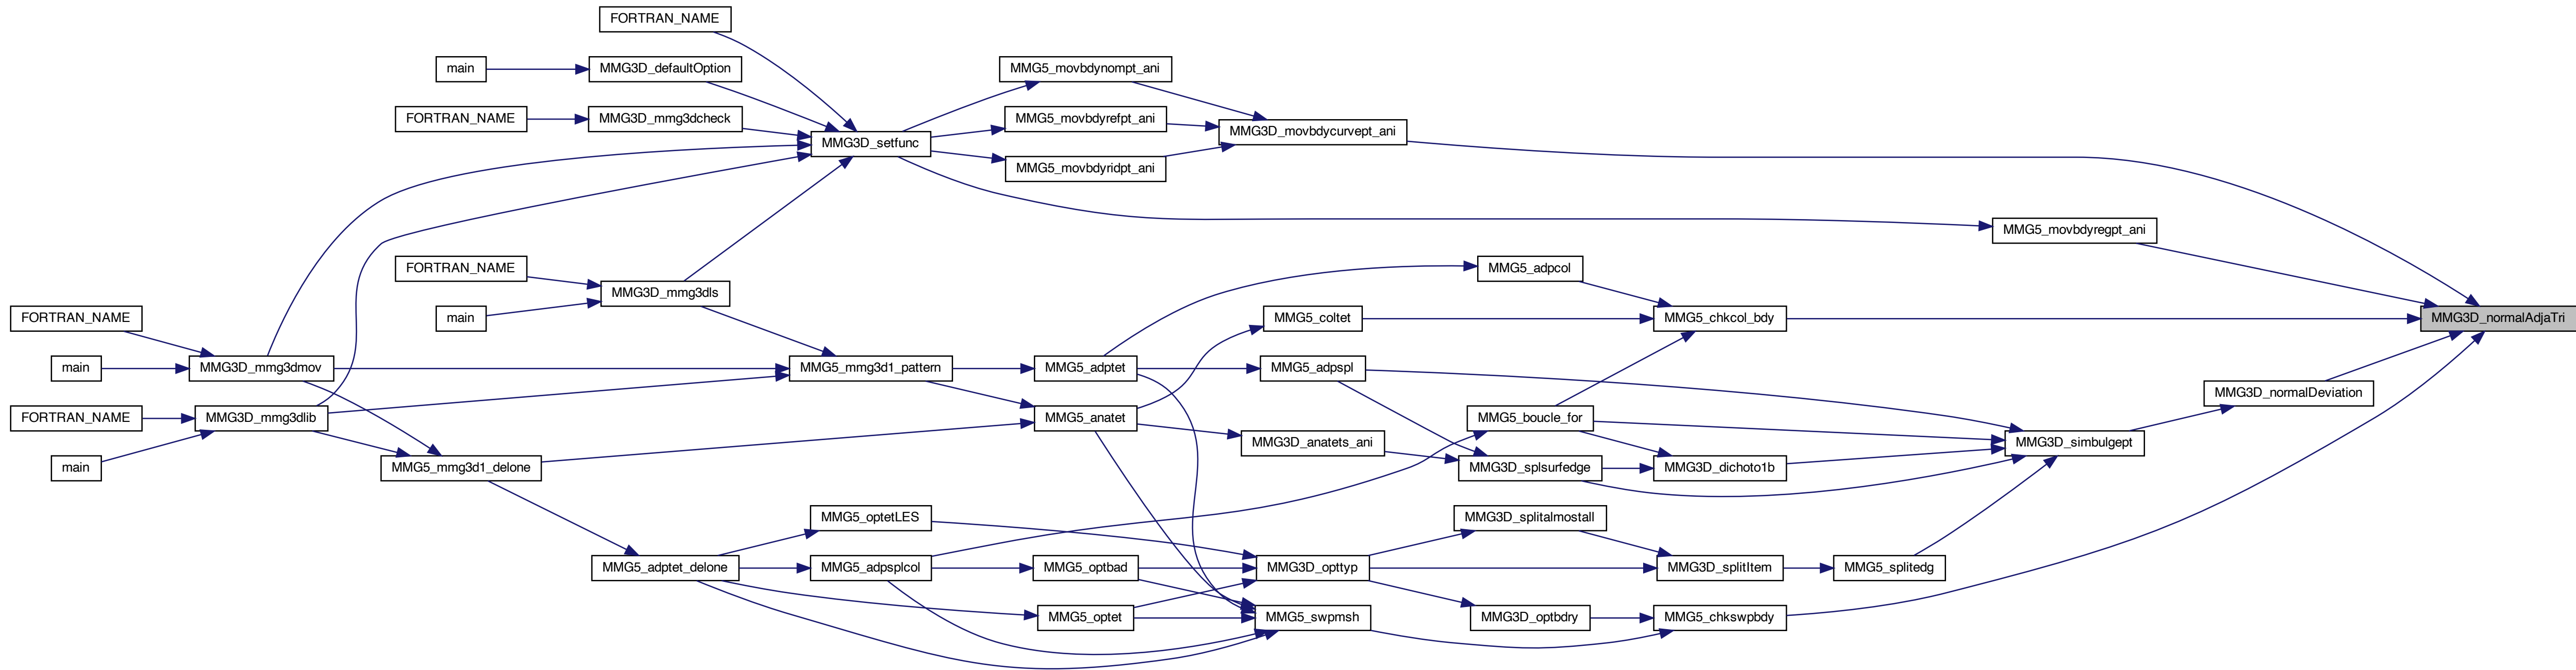 FORTRAN_NAME
main
MMG3D_defaultOption
MMG5_movbdynompt_ani
FORTRAN_NAME
MMG3D_mmg3dcheck
MMG5_movbdyrefpt_ani
MMG3D_movbdycurvept_ani
MMG3D_setfunc
MMG5_movbdyridpt_ani
MMG5_movbdyregpt_ani
FORTRAN_NAME
MMG5_adpcol
MMG3D_mmg3dls
FORTRAN_NAME
main
MMG5_coltet
MMG5_chkcol_bdy
MMG3D_normalAdjaTri
main
MMG3D_mmg3dmov
MMG5_mmg3d1_pattern
MMG5_adptet
MMG5_adpspl
MMG3D_normalDeviation
FORTRAN_NAME
MMG3D_mmg3dlib
MMG5_anatet
MMG5_boucle_for
MMG3D_anatets_ani
MMG3D_simbulgept
main
MMG5_mmg3d1_delone
MMG3D_splsurfedge
MMG3D_dichoto1b
MMG5_optetLES
MMG3D_splitalmostall
MMG5_adptet_delone
MMG5_adpsplcol
MMG5_optbad
MMG3D_opttyp
MMG3D_splitItem
MMG5_splitedg
MMG5_optet
MMG5_swpmsh
MMG3D_optbdry
MMG5_chkswpbdy